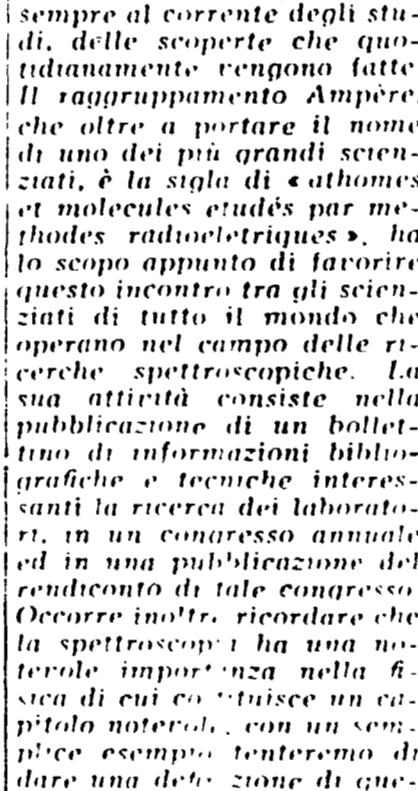 sempre al corrente degli stu-
di, delle scoperte che quo-
tidianamente vengono fatte
Il raggruppamento Ampère,
che oltre a portare il nome
di uno dei più grandi scien-
ziati, è la sigla di « athomes
et molecules etudés par me-
thodes radioeletriques », ha
lo scopo appunto di favorire
questo incontro tra gli scien-
ziati di tutto il mondo che
operano nel campo delle ri-
cerche spettroscopiche. La
sua attività consiste nella
pubblicazione di un bollet-
tino di informazioni biblio-
grafiche e tecniche interes-
santi la ricerca dei laborato-
ri, in un congresso annuale
ed in una pubblicazione del
rendiconto di tale congresso
Occorre inoltre ricordare che
la spettroscopia ha una no-
tevole importanza nella fi-
sica di cui costituisce un ca-
pitolo notevole, con un sem-
plice esempio tenteremo di
dare una definizione di que-